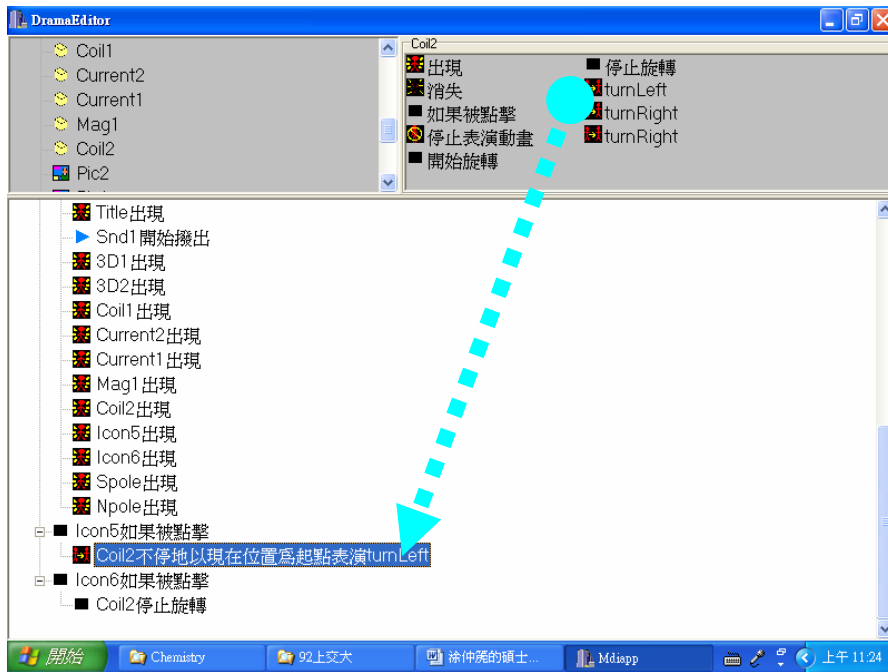 DramaEditor
Coil1
Current2
Current1
Mag1
Coil2
Pic2
Coil2
出現
消失
如果被點擊
停止表演動畫
開始旋轉
停止旋轉
turnLeft
turnRight
turnRight
Title出現
Snd1開始撥出
3D1出現
3D2出現
Coil1出現
Current2出現
Current1出現
Mag1出現
Coil2出現
Icon5出現
Icon6出現
Spole出現
Npole出現
Icon5如果被點擊
Coil2不停地以現在位置為起點表演turnLeft
Icon6如果被點擊
Coil2停止旋轉
開始
Chemistry
92上交大
涂仲箎的碩士...
Mdiapp
上午 11:24